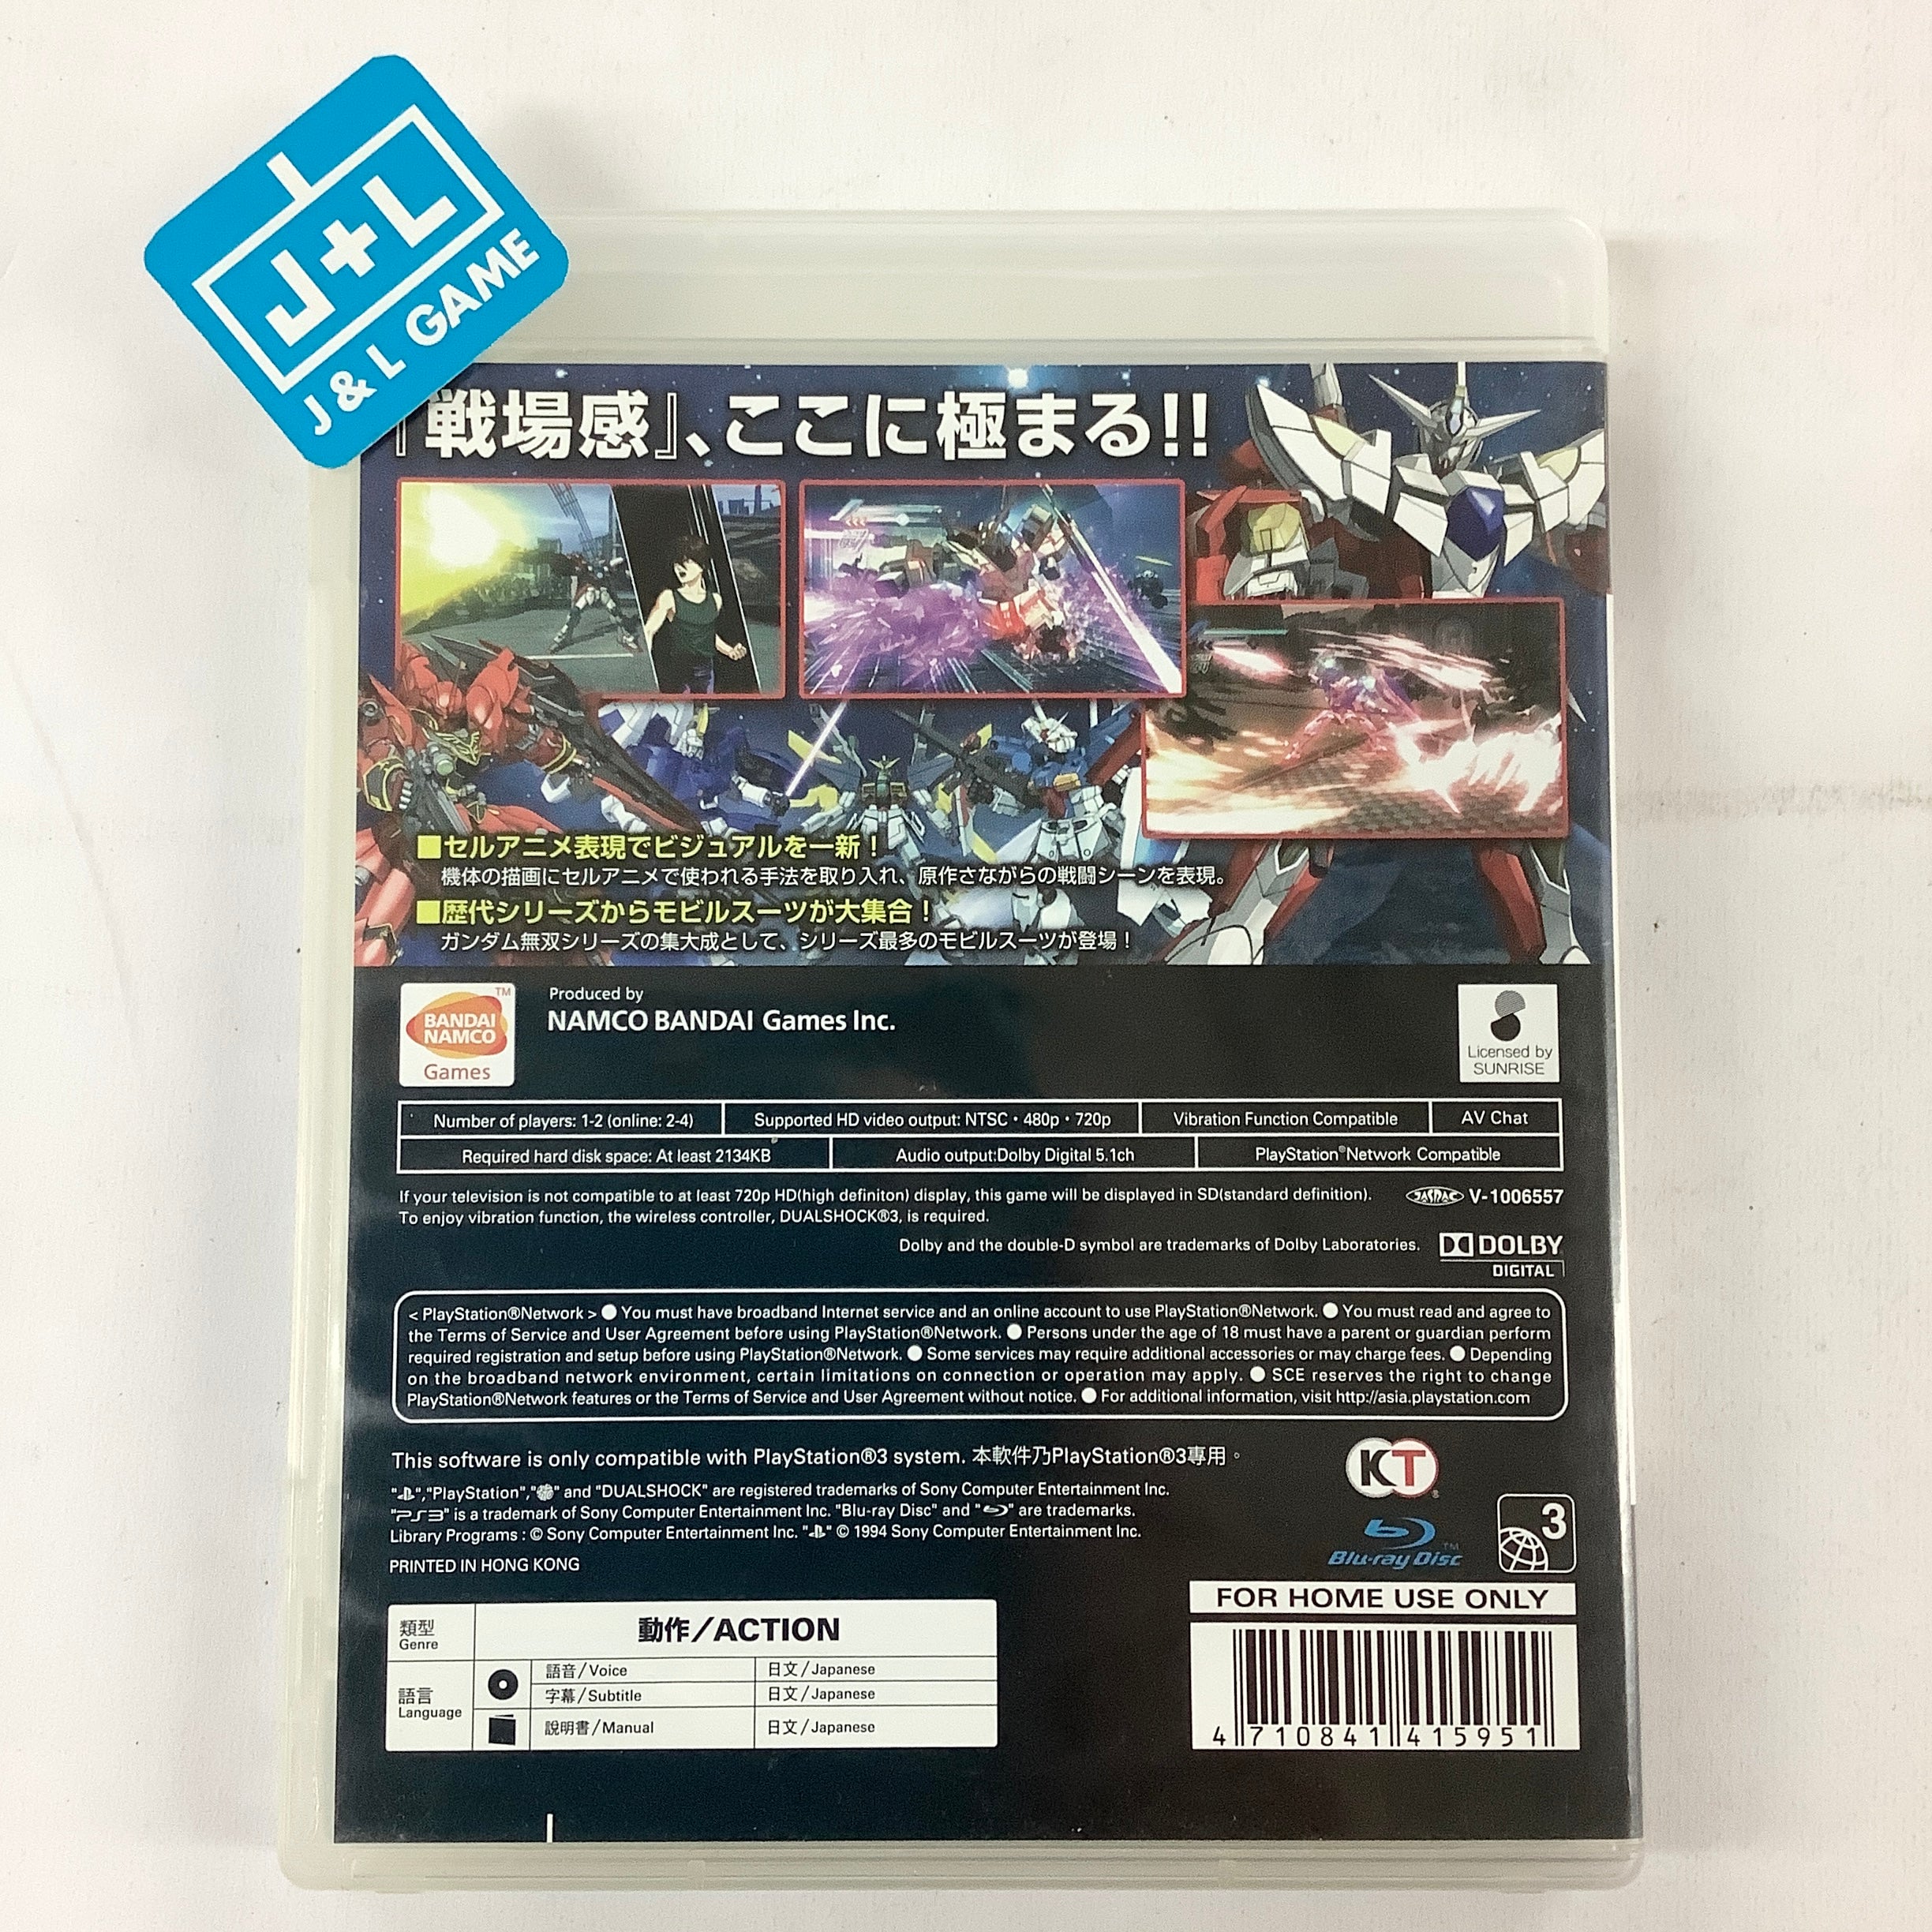 J+L
J & L GAME
『戦場感』、ここに極まる!!
■セルアニメ表現でビジュアルを一新！
機体の描画にセルアニメで使われる手法を取り入れ、原作さながらの戦闘シーンを表現。
■歴代シリーズからモビルスーツが大集合！
ガンダム無双シリーズの集大成として、シリーズ最多のモビルスーツが登場！
BANDAI NAMCO Games ™
Produced by
NAMCO BANDAI Games Inc.
Licensed by
SUNRISE
Number of players: 1-2 (online: 2-4) Supported HD video output: NTSC・480p・720p Vibration Function Compatible AV Chat
Required hard disk space: At least 2134KB Audio output:Dolby Digital 5.1ch PlayStation®Network Compatible
If your television is not compatible to at least 720p HD(high definiton) display, this game will be displayed in SD(standard definition). JASRAC V-1006557
To enjoy vibration function, the wireless controller, DUALSHOCK®3, is required.
Dolby and the double-D symbol are trademarks of Dolby Laboratories. DOLBY
DIGITAL
< PlayStation®Network > ● You must have broadband Internet service and an online account to use PlayStation®Network. ● You must read and agree to
the Terms of Service and User Agreement before using PlayStation®Network. ● Persons under the age of 18 must have a parent or guardian perform
required registration and setup before using PlayStation®Network. ● Some services may require additional accessories or may charge fees. ● Depending
on the broadband network environment, certain limitations on connection or operation may apply. ● SCE reserves the right to change
PlayStation®Network features or the Terms of Service and User Agreement without notice. ● For additional information, visit http://asia.playstation.com
This software is only compatible with PlayStation®3 system. 本軟件乃PlayStation®3專用。
KT
"","PlayStation","" and "DUALSHOCK" are registered trademarks of Sony Computer Entertainment Inc.
"PS3" is a trademark of Sony Computer Entertainment Inc. "Blu-ray Disc" and "" are trademarks.
Library Programs : © Sony Computer Entertainment Inc. "" © 1994 Sony Computer Entertainment Inc.
Blu-ray Disc ™
3
PRINTED IN HONG KONG
FOR HOME USE ONLY
類型
Genre
動作/ACTION
語言
Language
語音/Voice 日文/Japanese
字幕/Subtitle 日文/Japanese
說明書/Manual 日文/Japanese
4 710841 415951